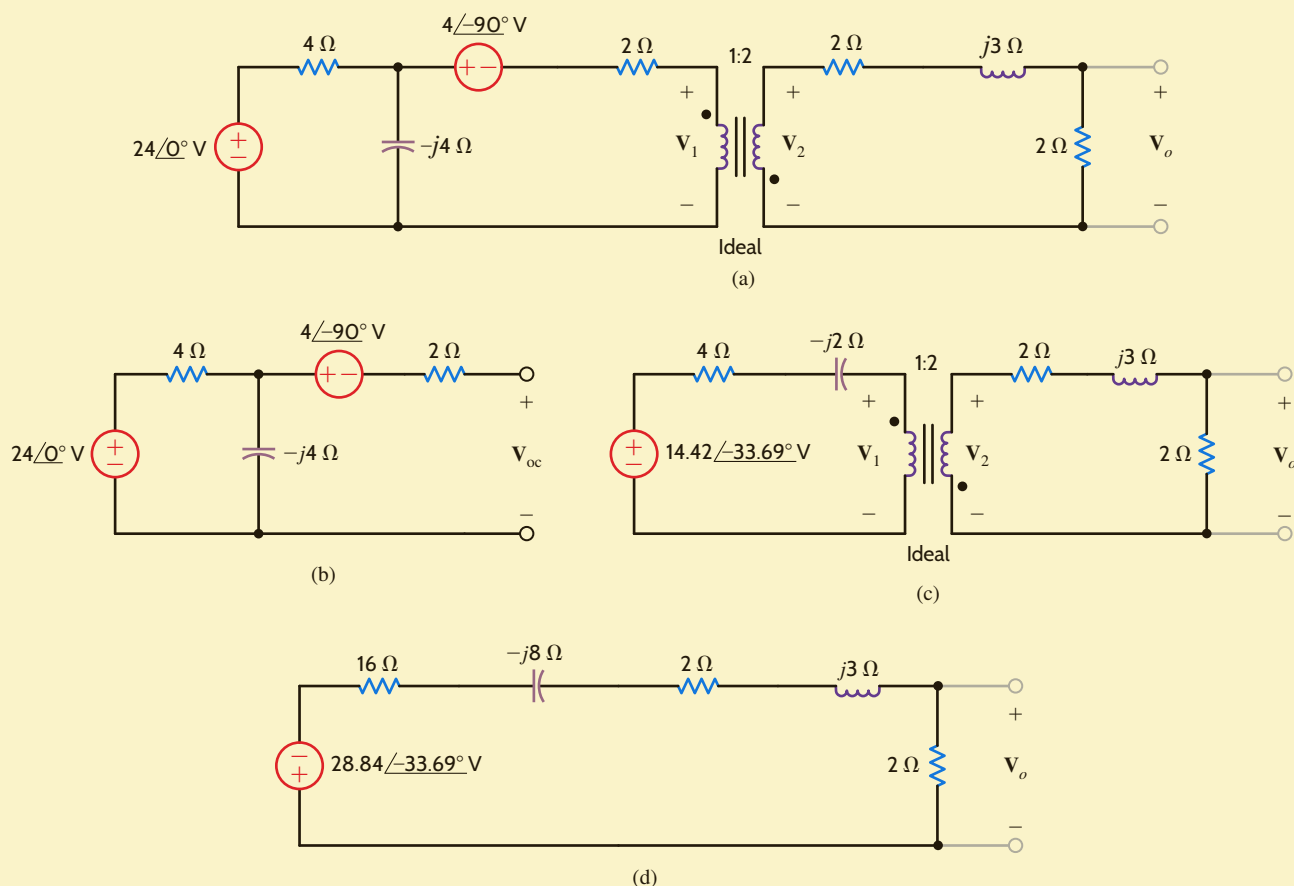 4/–90° V
4 Ω
2 Ω
1:2
2 Ω
j3 Ω
+ −
24/0° V
+
−
−j4 Ω
+
V₁
−
+
V₂
−
2 Ω
+
Vₒ
−
Ideal
(a)
4/–90° V
4 Ω
2 Ω
+ −
24/0° V
+
−
−j4 Ω
+
Voc
−
(b)
4 Ω
−j2 Ω
1:2
2 Ω
j3 Ω
+
−
14.42/–33.69° V
+
V₁
−
+
V₂
−
2 Ω
+
Vₒ
−
Ideal
(c)
16 Ω
−j8 Ω
2 Ω
j3 Ω
−
+
28.84/–33.69° V
2 Ω
+
Vₒ
−
(d)